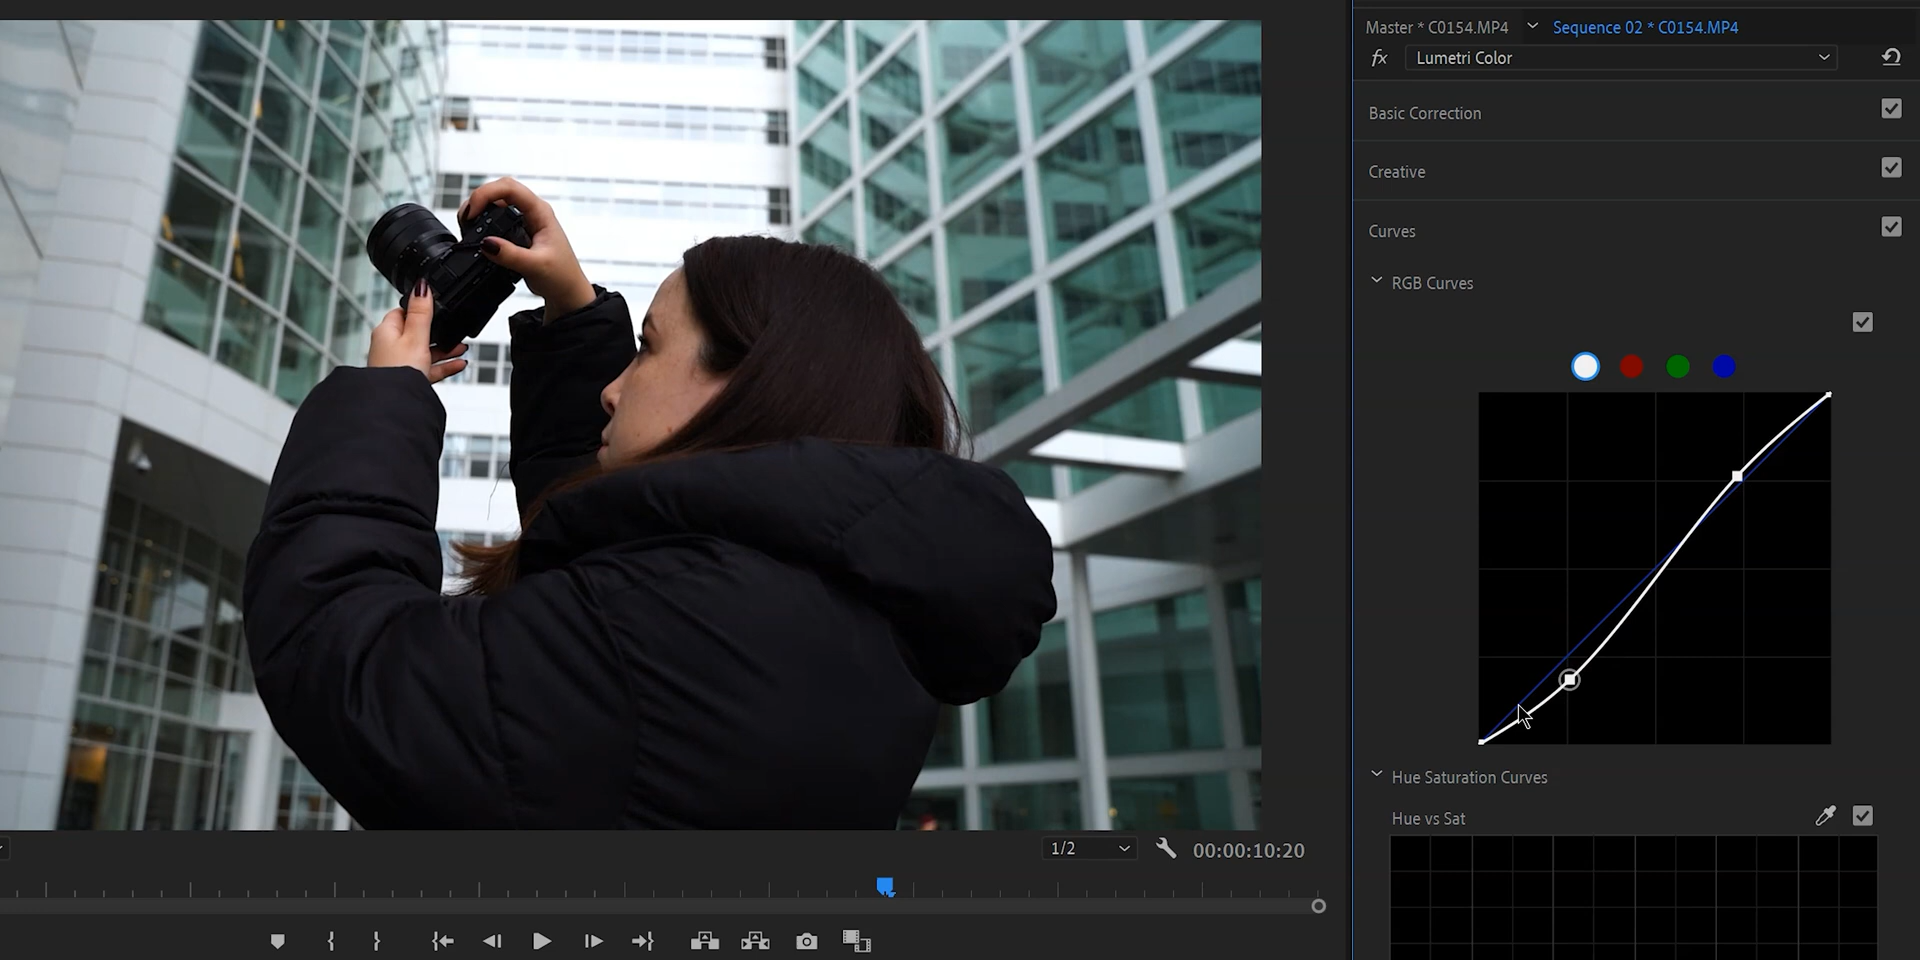 Master * C0154.MP4
Sequence 02 * C0154.MP4
fx
Lumetri Color
Basic Correction
Creative
Curves
RGB Curves
Hue Saturation Curves
Hue vs Sat
1/2
00:00:10:20